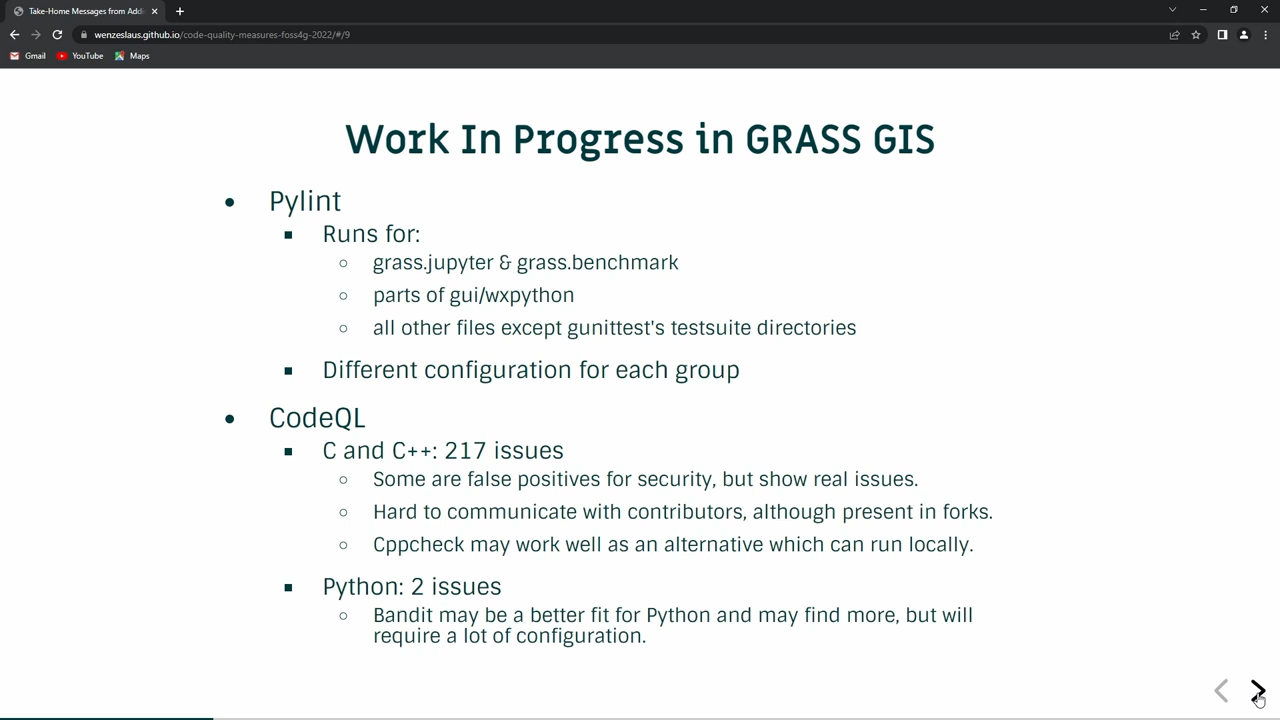 Take-Home Messages from Addi
wenzeslaus.github.io/code-quality-measures-foss4g-2022/#/9
Gmail YouTube Maps
Work In Progress in GRASS GIS
Pylint
Runs for:
grass.jupyter & grass.benchmark
parts of gui/wxpython
all other files except gunittest's testsuite directories
Different configuration for each group
CodeQL
C and C++: 217 issues
Some are false positives for security, but show real issues.
Hard to communicate with contributors, although present in forks.
Cppcheck may work well as an alternative which can run locally.
Python: 2 issues
Bandit may be a better fit for Python and may find more, but will
require a lot of configuration.